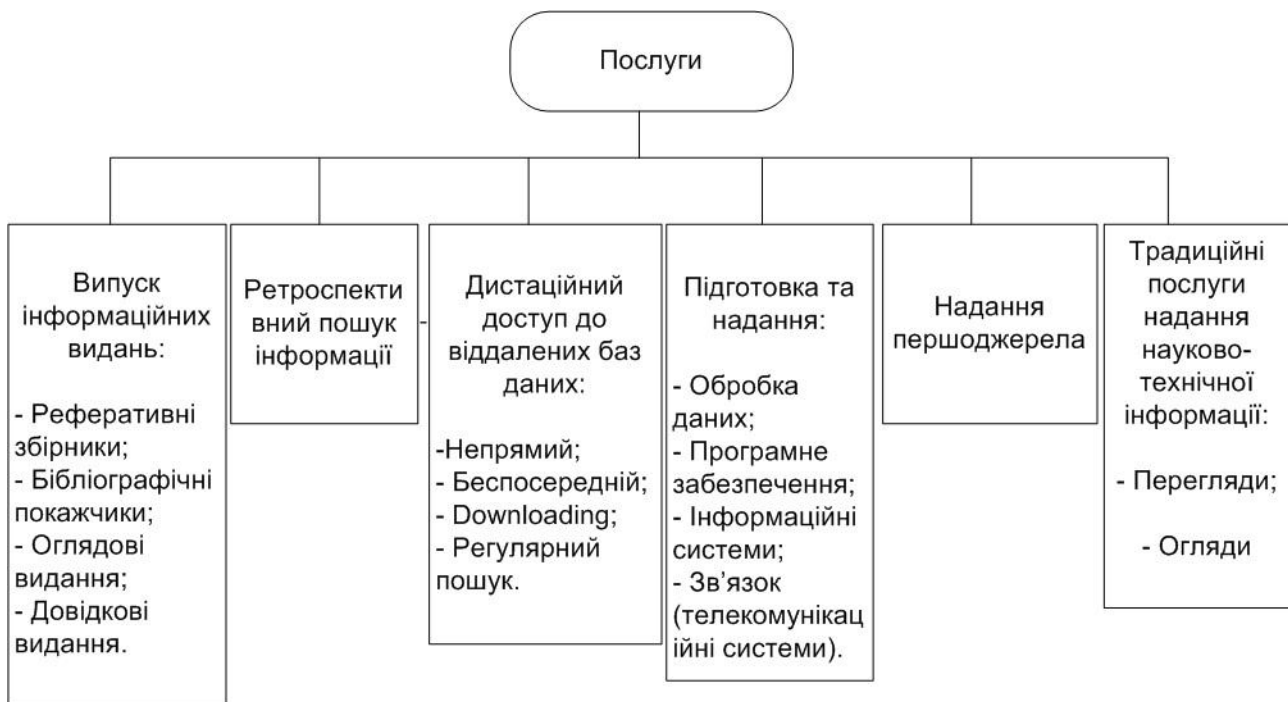 Послуги
Випуск
інформаційних
видань:
- Реферативні
збірники;
- Бібліографічні
покажчики;
- Оглядові
видання;
- Довідкові
видання.
Ретроспекти
вний пошук
інформації
-
Дистаційний
доступ до
віддалених баз
даних:
-Непрямий;
- Беспосередній;
- Downloading;
- Регулярний
пошук.
Підготовка та
надання:
- Обробка
даних;
- Програмне
забезпечення;
- Інформаційні
системи;
- Зв’язок
(телекомунікац
ійні системи).
Надання
першоджерела
Традиційні
послуги
надання
науково-
технічної
інформації:
- Перегляди;
- Огляди